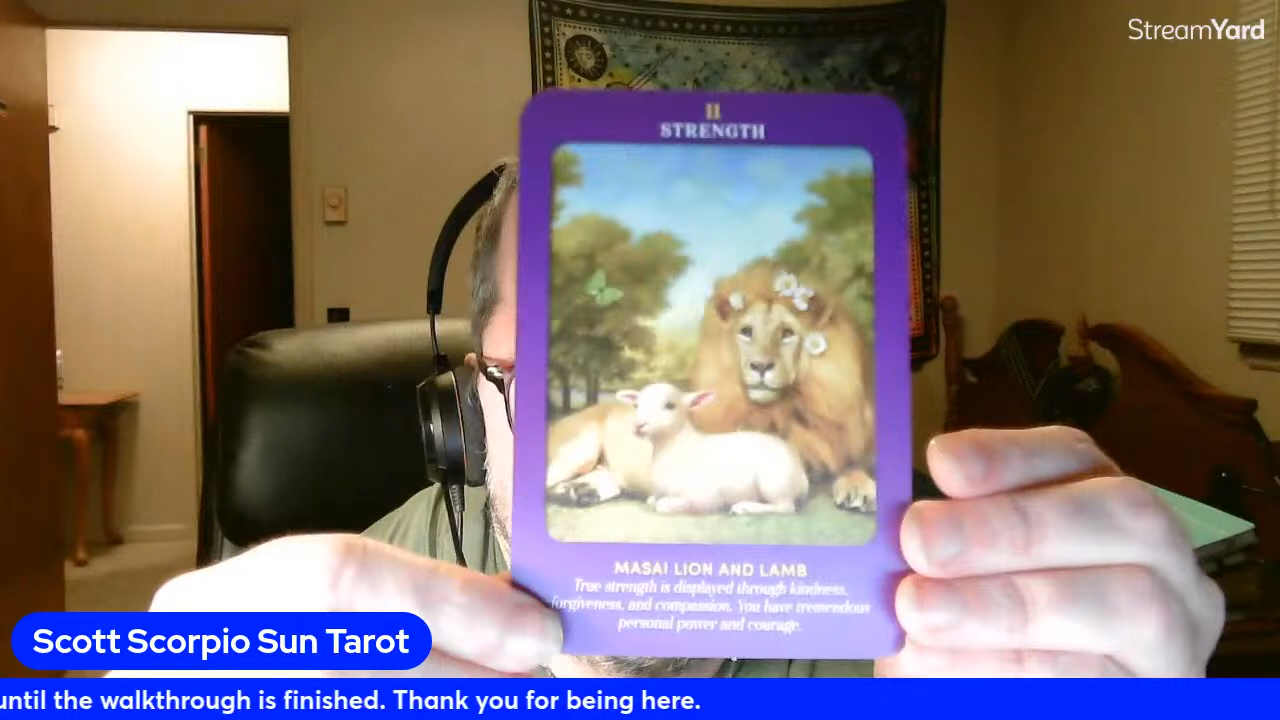 StreamYard
II
STRENGTH
MASAI LION AND LAMB
True strength is displayed through kindness,
forgiveness, and compassion. You have tremendous
personal power and courage.
Scott Scorpio Sun Tarot
until the walkthrough is finished. Thank you for being here.